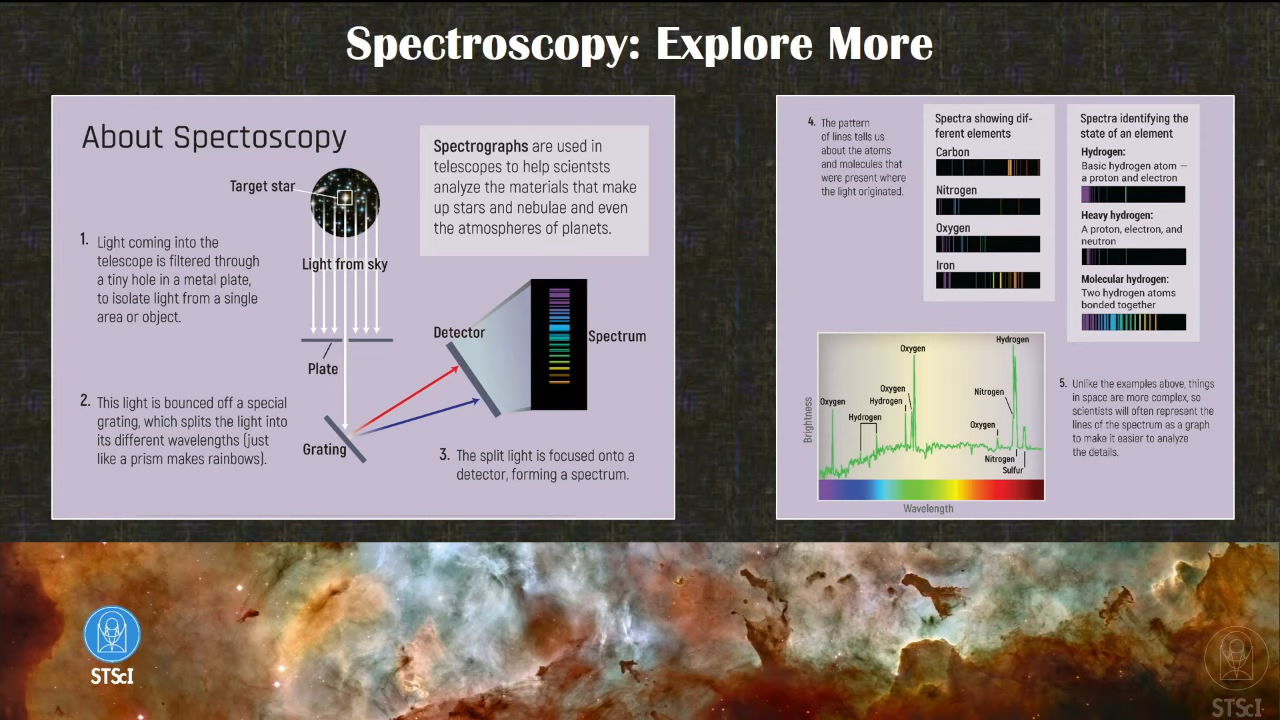 Spectroscopy: Explore More
About Spectoscopy
Target star
Spectrographs are used in
telescopes to help scientsts
analyze the materials that make
up stars and nebulae and even
the atmospheres of planets.
1. Light coming into the
telescope is filtered through
a tiny hole in a metal plate,
to isolate light from a single
area or object.
Light from sky
Plate
Detector
Spectrum
2. This light is bounced off a special
grating, which splits the light into
its different wavelengths (just
like a prism makes rainbows).
Grating
3. The split light is focused onto a
detector, forming a spectrum.
4. The pattern
of lines tells us
about the atoms
and molecules that
were present where
the light originated.
Spectra showing dif-
ferent elements
Carbon
Nitrogen
Oxygen
Iron
Spectra identifying the
state of an element
Hydrogen:
Basic hydrogen atom —
a proton and electron
Heavy hydrogen:
A proton, electron, and
neutron
Molecular hydrogen:
Two hydrogen atoms
bonded together
Brightness
Oxygen
Hydrogen
Oxygen
Hydrogen
Oxygen
Hydrogen
Nitrogen
Oxygen
Nitrogen
Sulfur
Wavelength
5. Unlike the examples above, things
in space are more complex, so
scientists will often represent the
lines of the spectrum as a graph
to make it easier to analyze
the details.
STScI
STScI